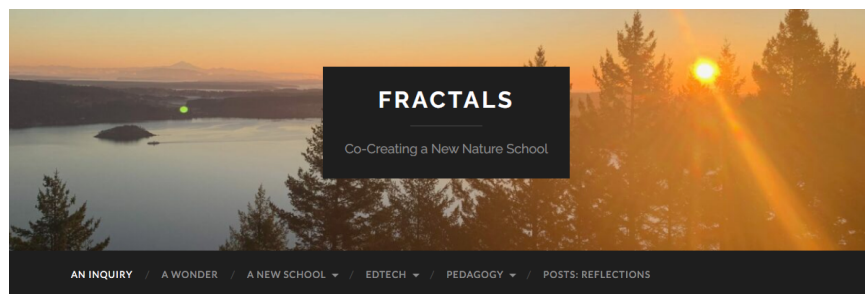 FRACTALS
Co-Creating a New Nature School
AN INQUIRY / A WONDER / A NEW SCHOOL / EDTECH / PEDAGOGY / POSTS: REFLECTIONS